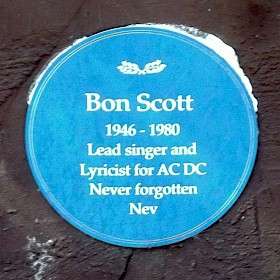 Bon Scott
1946 - 1980
Lead singer and
Lyricist for AC DC
Never forgotten
Nev